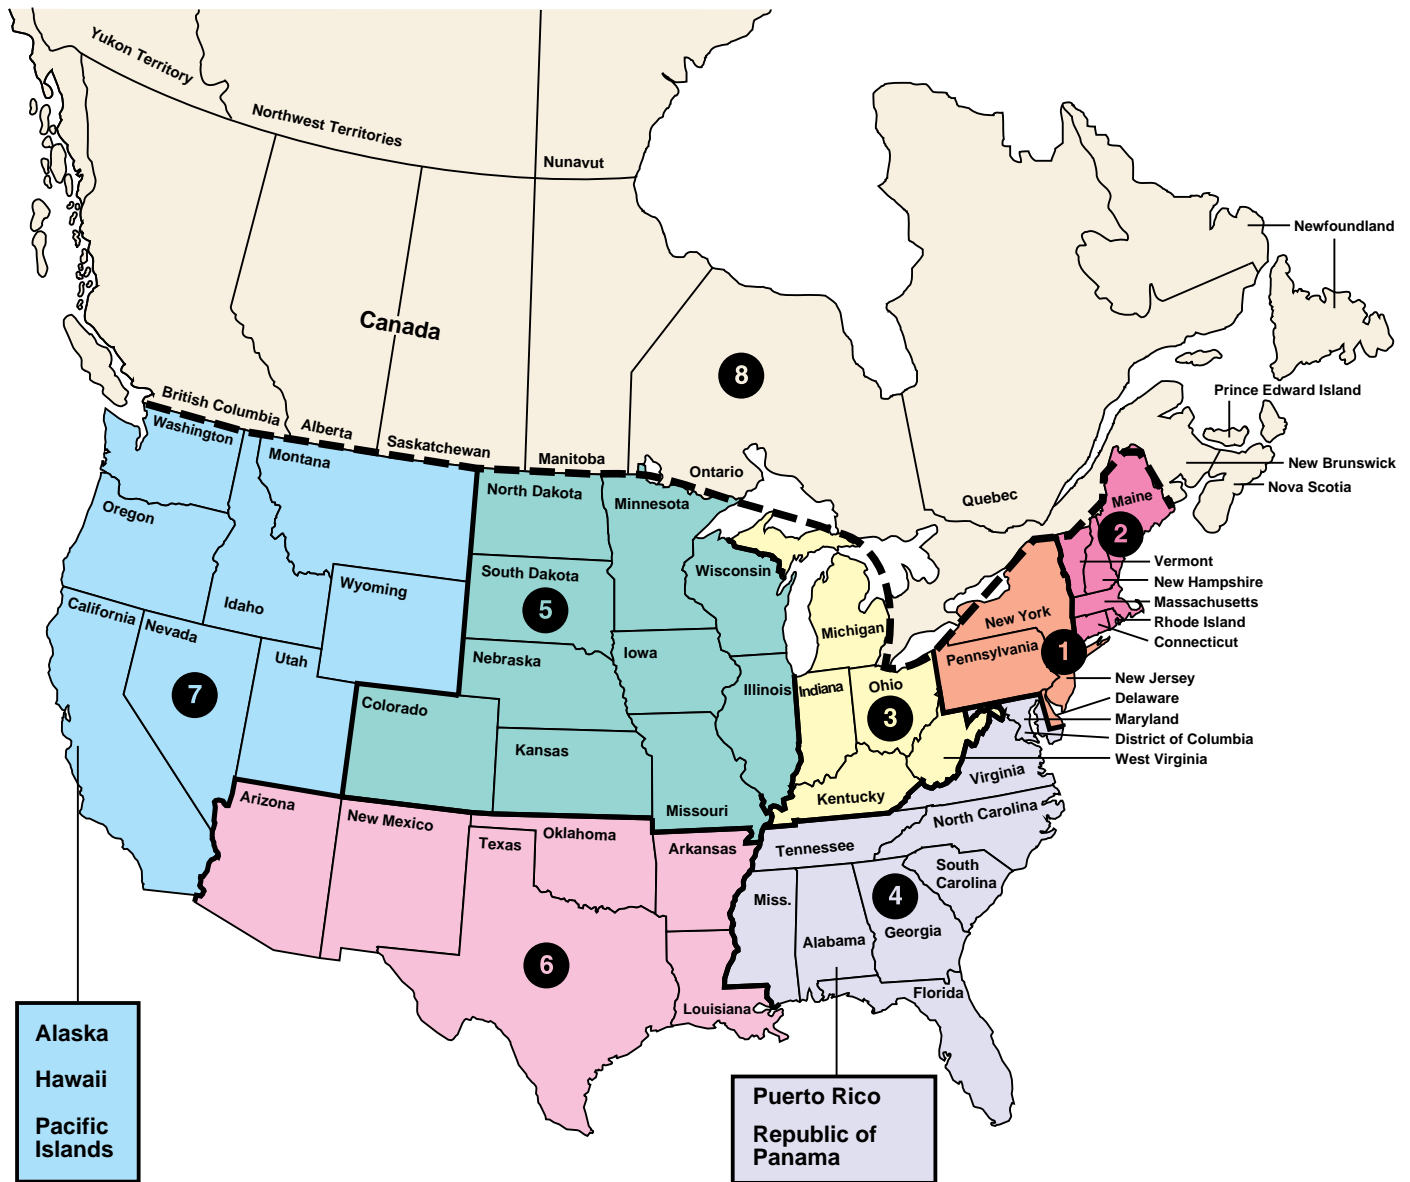 Yukon Territory
Northwest Territories
Nunavut
Newfoundland
Canada
8
Prince Edward Island
British Columbia
Alberta
Saskatchewan
Manitoba
Ontario
Quebec
New Brunswick
Nova Scotia
Washington
Montana
North Dakota
Minnesota
Maine
2
Oregon
Wisconsin
Vermont
South Dakota
Wyoming
New Hampshire
Idaho
5
Massachusetts
California
Nevada
New York
Rhode Island
Michigan
Connecticut
Utah
Nebraska
Iowa
Pennsylvania
1
7
Colorado
Illinois
Indiana
Ohio
3
New Jersey
Delaware
Maryland
District of Columbia
West Virginia
Kansas
Virginia
Arizona
New Mexico
Missouri
Kentucky
North Carolina
Texas
Oklahoma
Arkansas
Tennessee
South
Carolina
Miss.
4
Alabama
Georgia
6
Louisiana
Florida
Alaska
Hawaii
Pacific
Islands
Puerto Rico
Republic of
Panama